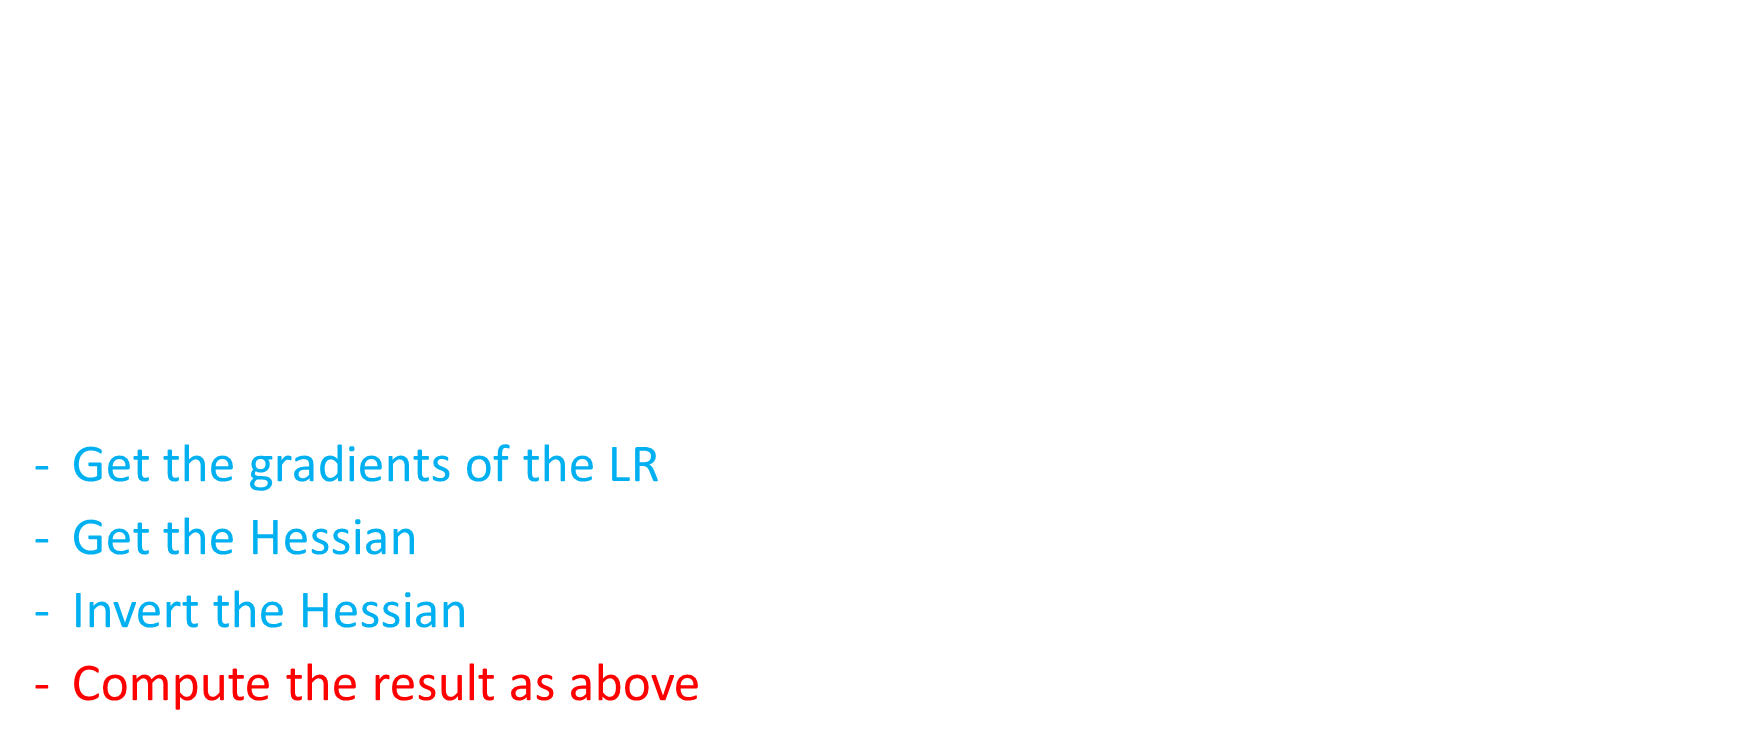 - Get the gradients of the LR
- Get the Hessian
- Invert the Hessian
- Compute the result as above